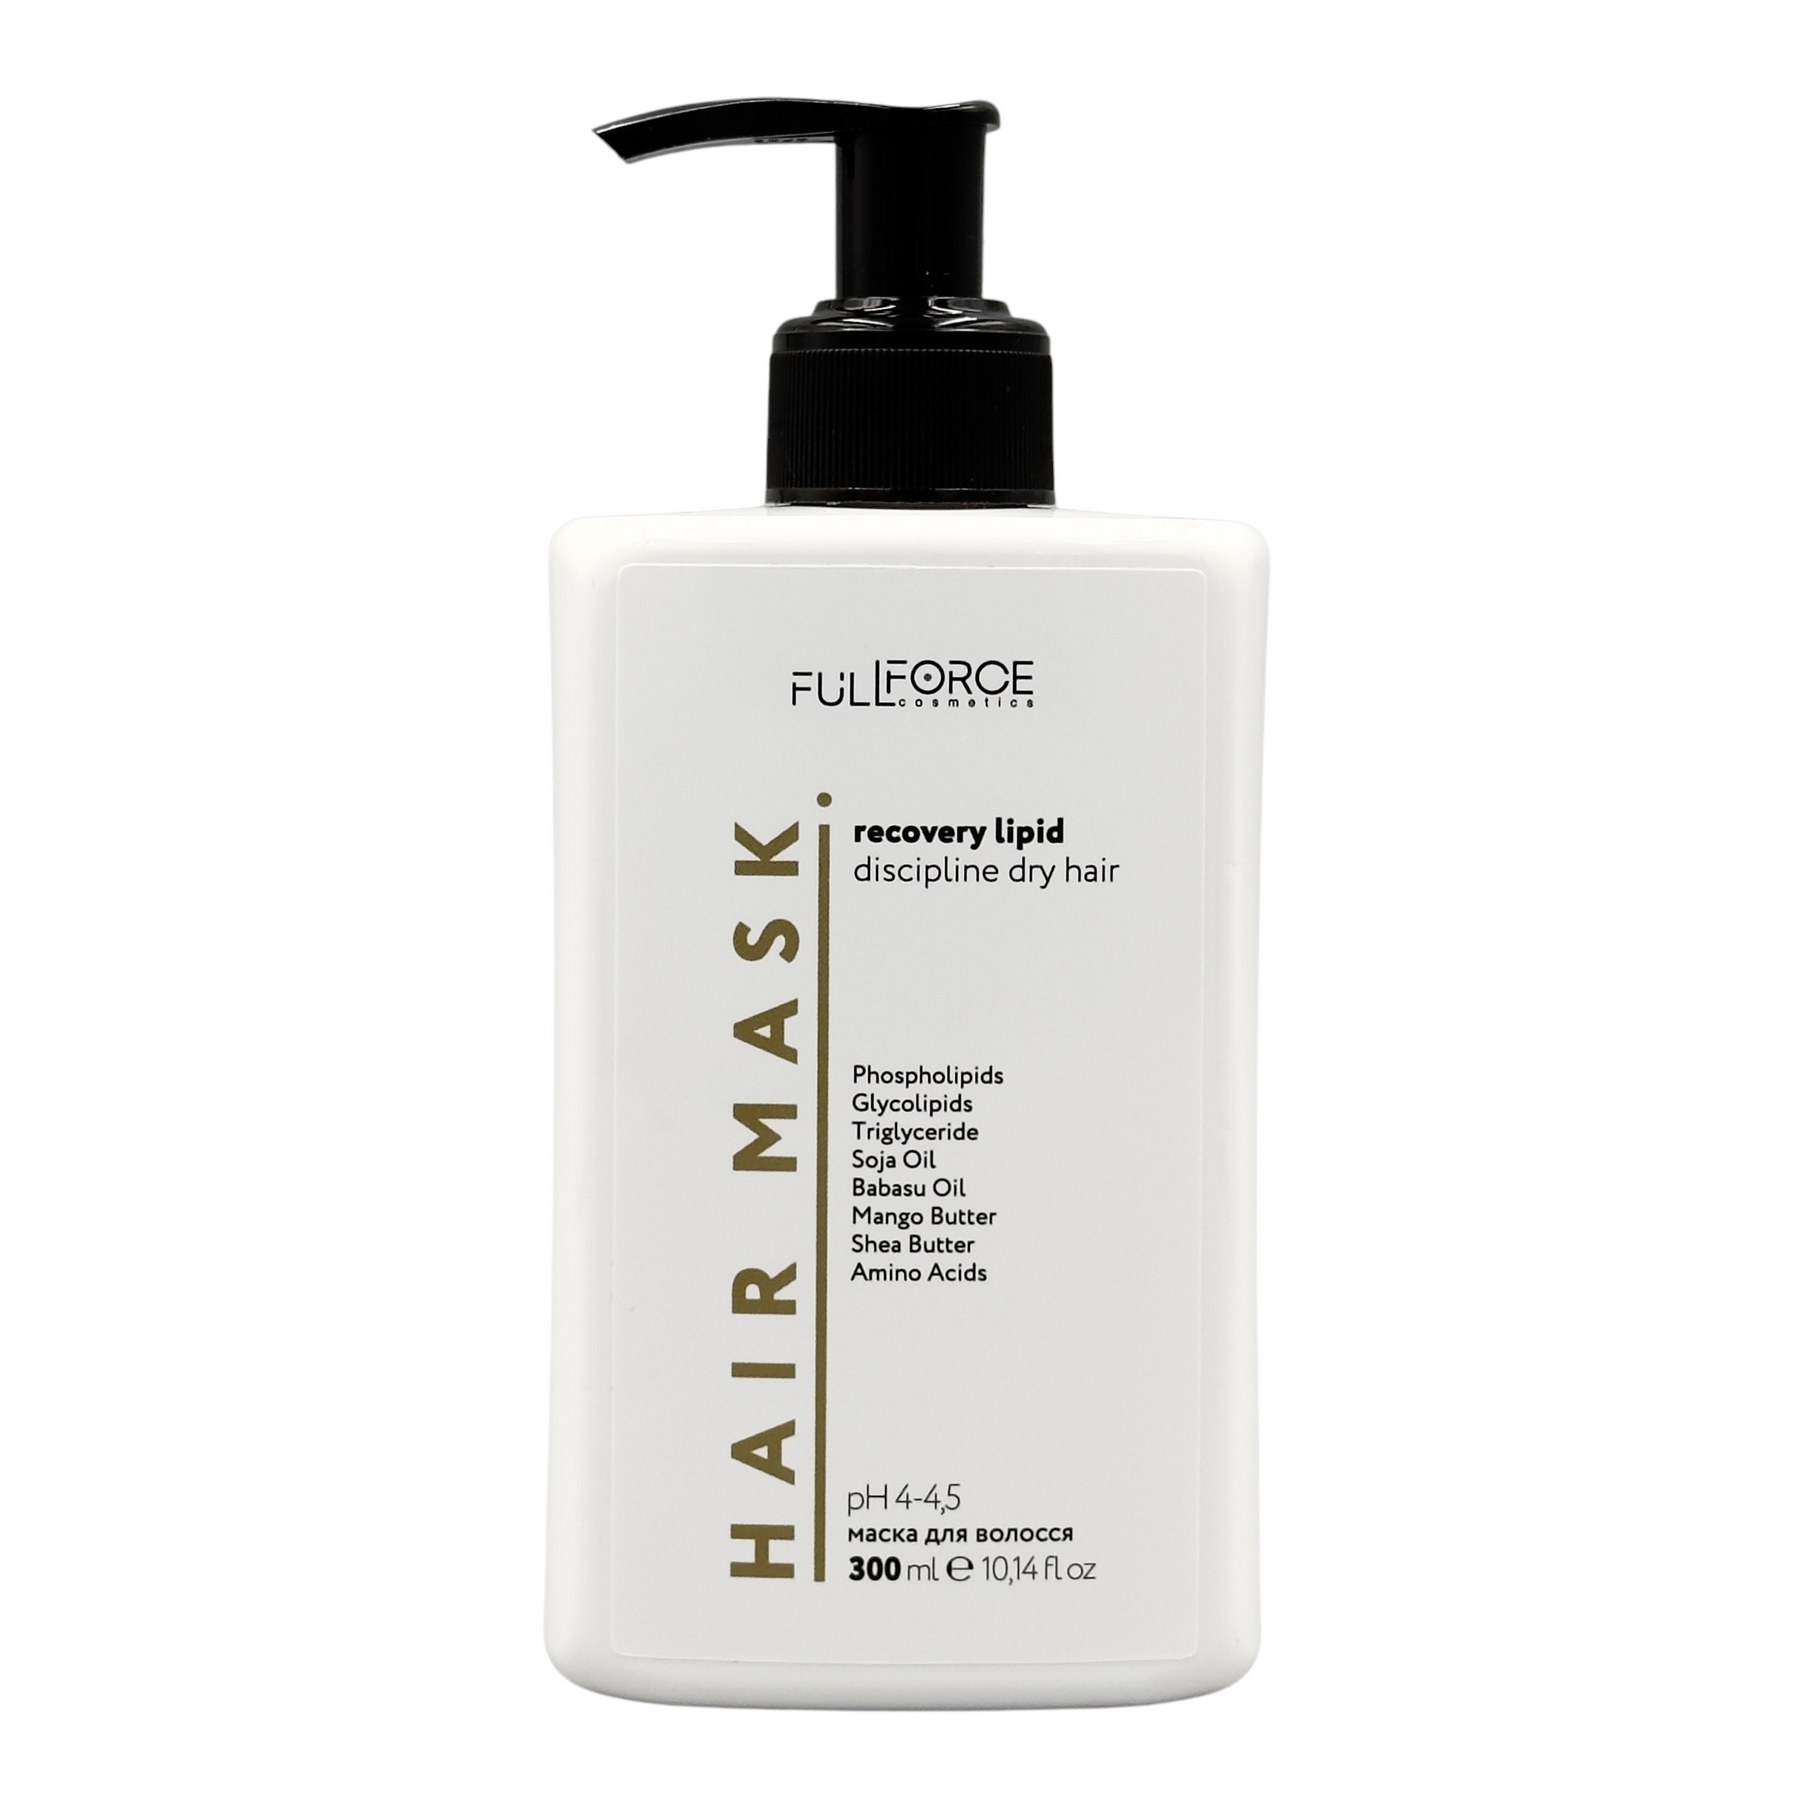 FULLFORCE
cosmetics
HAIR MASK.
recovery lipid
discipline dry hair
Phospholipids
Glycolipids
Triglyceride
Soja Oil
Babasu Oil
Mango Butter
Shea Butter
Amino Acids
pH 4-4,5
маска для волосся
300 ml e 10,14 fl oz